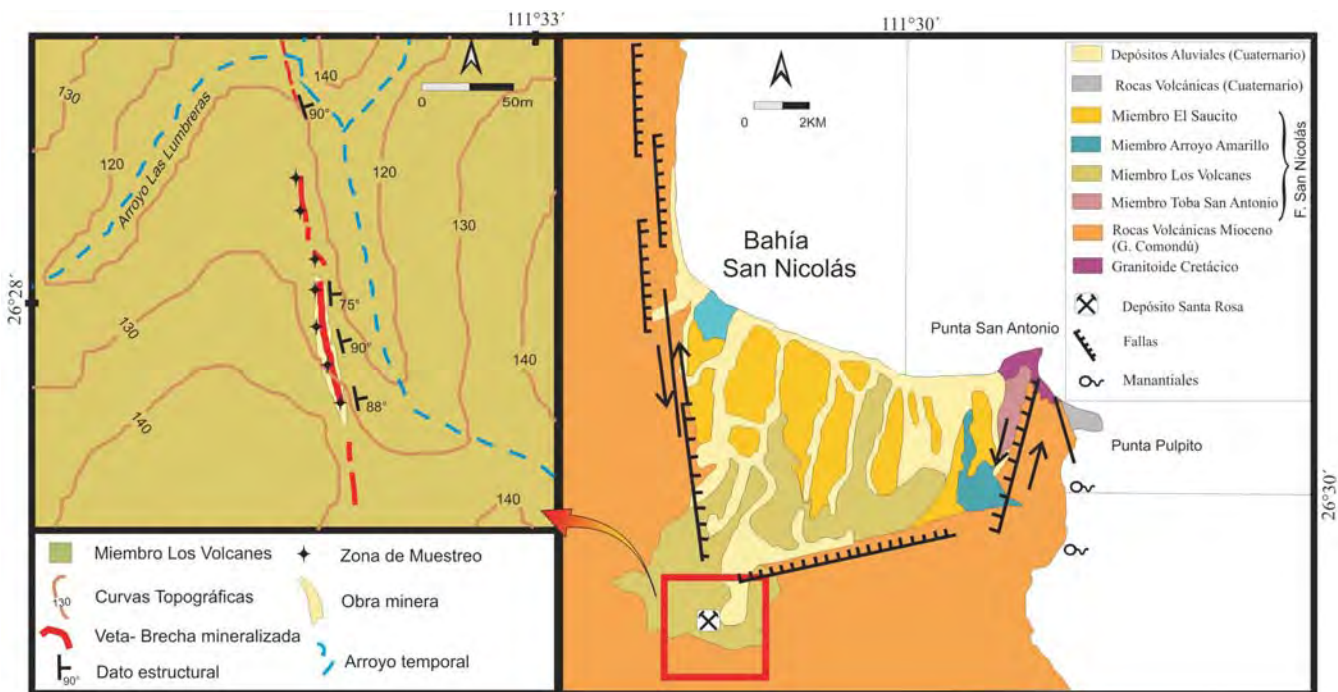 111°33´
111°30´
26°28´
26°30´
130
140
0
50m
90°
Arroyo Las Lumbreras
120
120
130
75°
90°
130
140
88°
140
140
Miembro Los Volcanes
130
Curvas Topográficas
Veta- Brecha mineralizada
90°
Dato estructural
Zona de Muestreo
Obra minera
Arroyo temporal
0
2KM
Bahía
San Nicolás
Punta San Antonio
Punta Pulpito
Depósitos Aluviales (Cuaternario)
Rocas Volcánicas (Cuaternario)
Miembro El Saucito
Miembro Arroyo Amarillo
Miembro Los Volcanes
Miembro Toba San Antonio
F. San Nicolás
Rocas Volcánicas Mioceno
(G. Comondú)
Granitoide Cretácico
Depósito Santa Rosa
Fallas
Manantiales